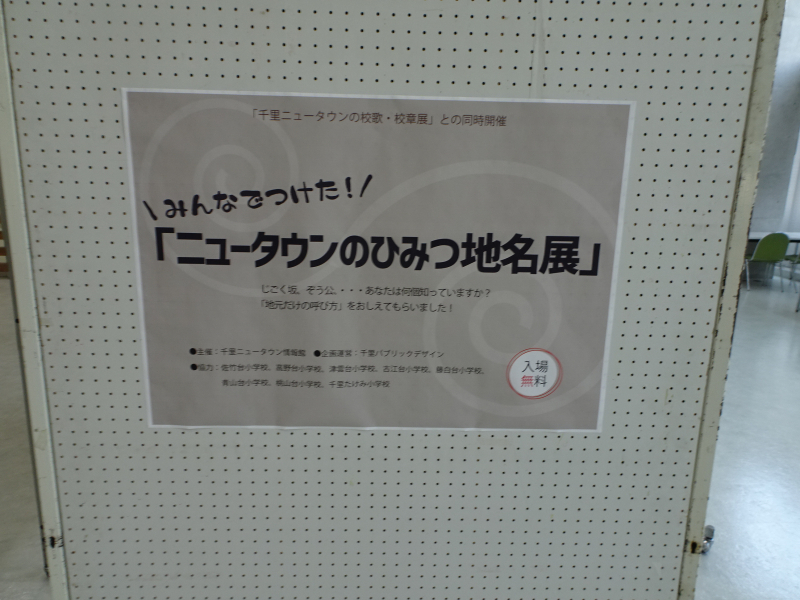 「千里ニュータウンの校歌・校章展」との同時開催
\みんなでつけた!/
「ニュータウンのひみつ地名展」
じごく坂、ぞう公、・・・あなたは何個知っていますか？
「地元だけの呼び方」をおしえてもらいました！
●主催：千里ニュータウン情報館　●企画運営：千里パブリックデザイン
●協力：佐竹台小学校、高野台小学校、津雲台小学校、古江台小学校、藤白台小学校、
青山台小学校、桃山台小学校、千里たけみ小学校
入場
無料